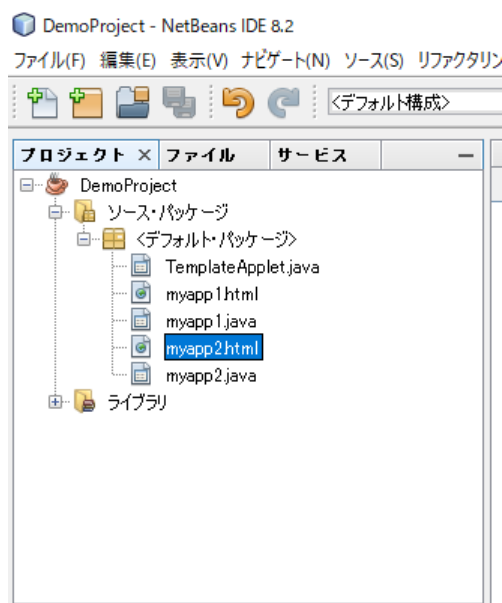 DemoProject - NetBeans IDE 8.2
ファイル(F) 編集(E) 表示(V) ナビゲート(N) ソース(S) リファクタリン
<デフォルト構成>
プロジェクト × ファイル サービス
DemoProject
ソース・パッケージ
<デフォルト・パッケージ>
TemplateApplet.java
myapp1.html
myapp1.java
myapp2.html
myapp2.java
ライブラリ